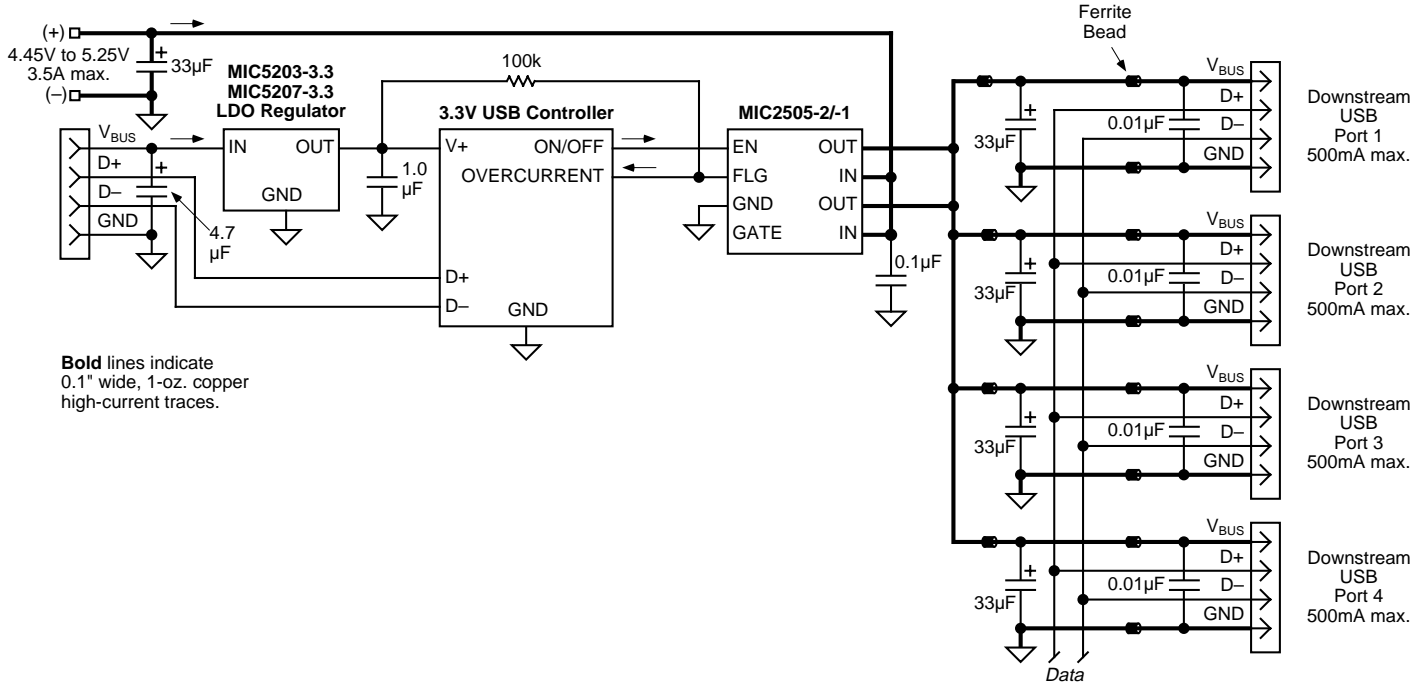 (+)
4.45V to 5.25V
3.5A max.
(–)
33µF
+
MIC5203-3.3
MIC5207-3.3
LDO Regulator
IN
OUT
GND
VBUS
D+
D–
GND
+
4.7
µF
1.0
µF
100k
3.3V USB Controller
V+
ON/OFF
OVERCURRENT
D+
D–
GND
MIC2505-2/-1
EN
OUT
FLG
IN
GND
OUT
GATE
IN
0.1µF
Bold lines indicate
0.1" wide, 1-oz. copper
high-current traces.
Ferrite
Bead
33µF
+
0.01µF
VBUS
D+
D–
GND
Downstream
USB
Port 1
500mA max.
33µF
+
0.01µF
VBUS
D+
D–
GND
Downstream
USB
Port 2
500mA max.
33µF
+
0.01µF
VBUS
D+
D–
GND
Downstream
USB
Port 3
500mA max.
33µF
+
0.01µF
VBUS
D+
D–
GND
Downstream
USB
Port 4
500mA max.
Data